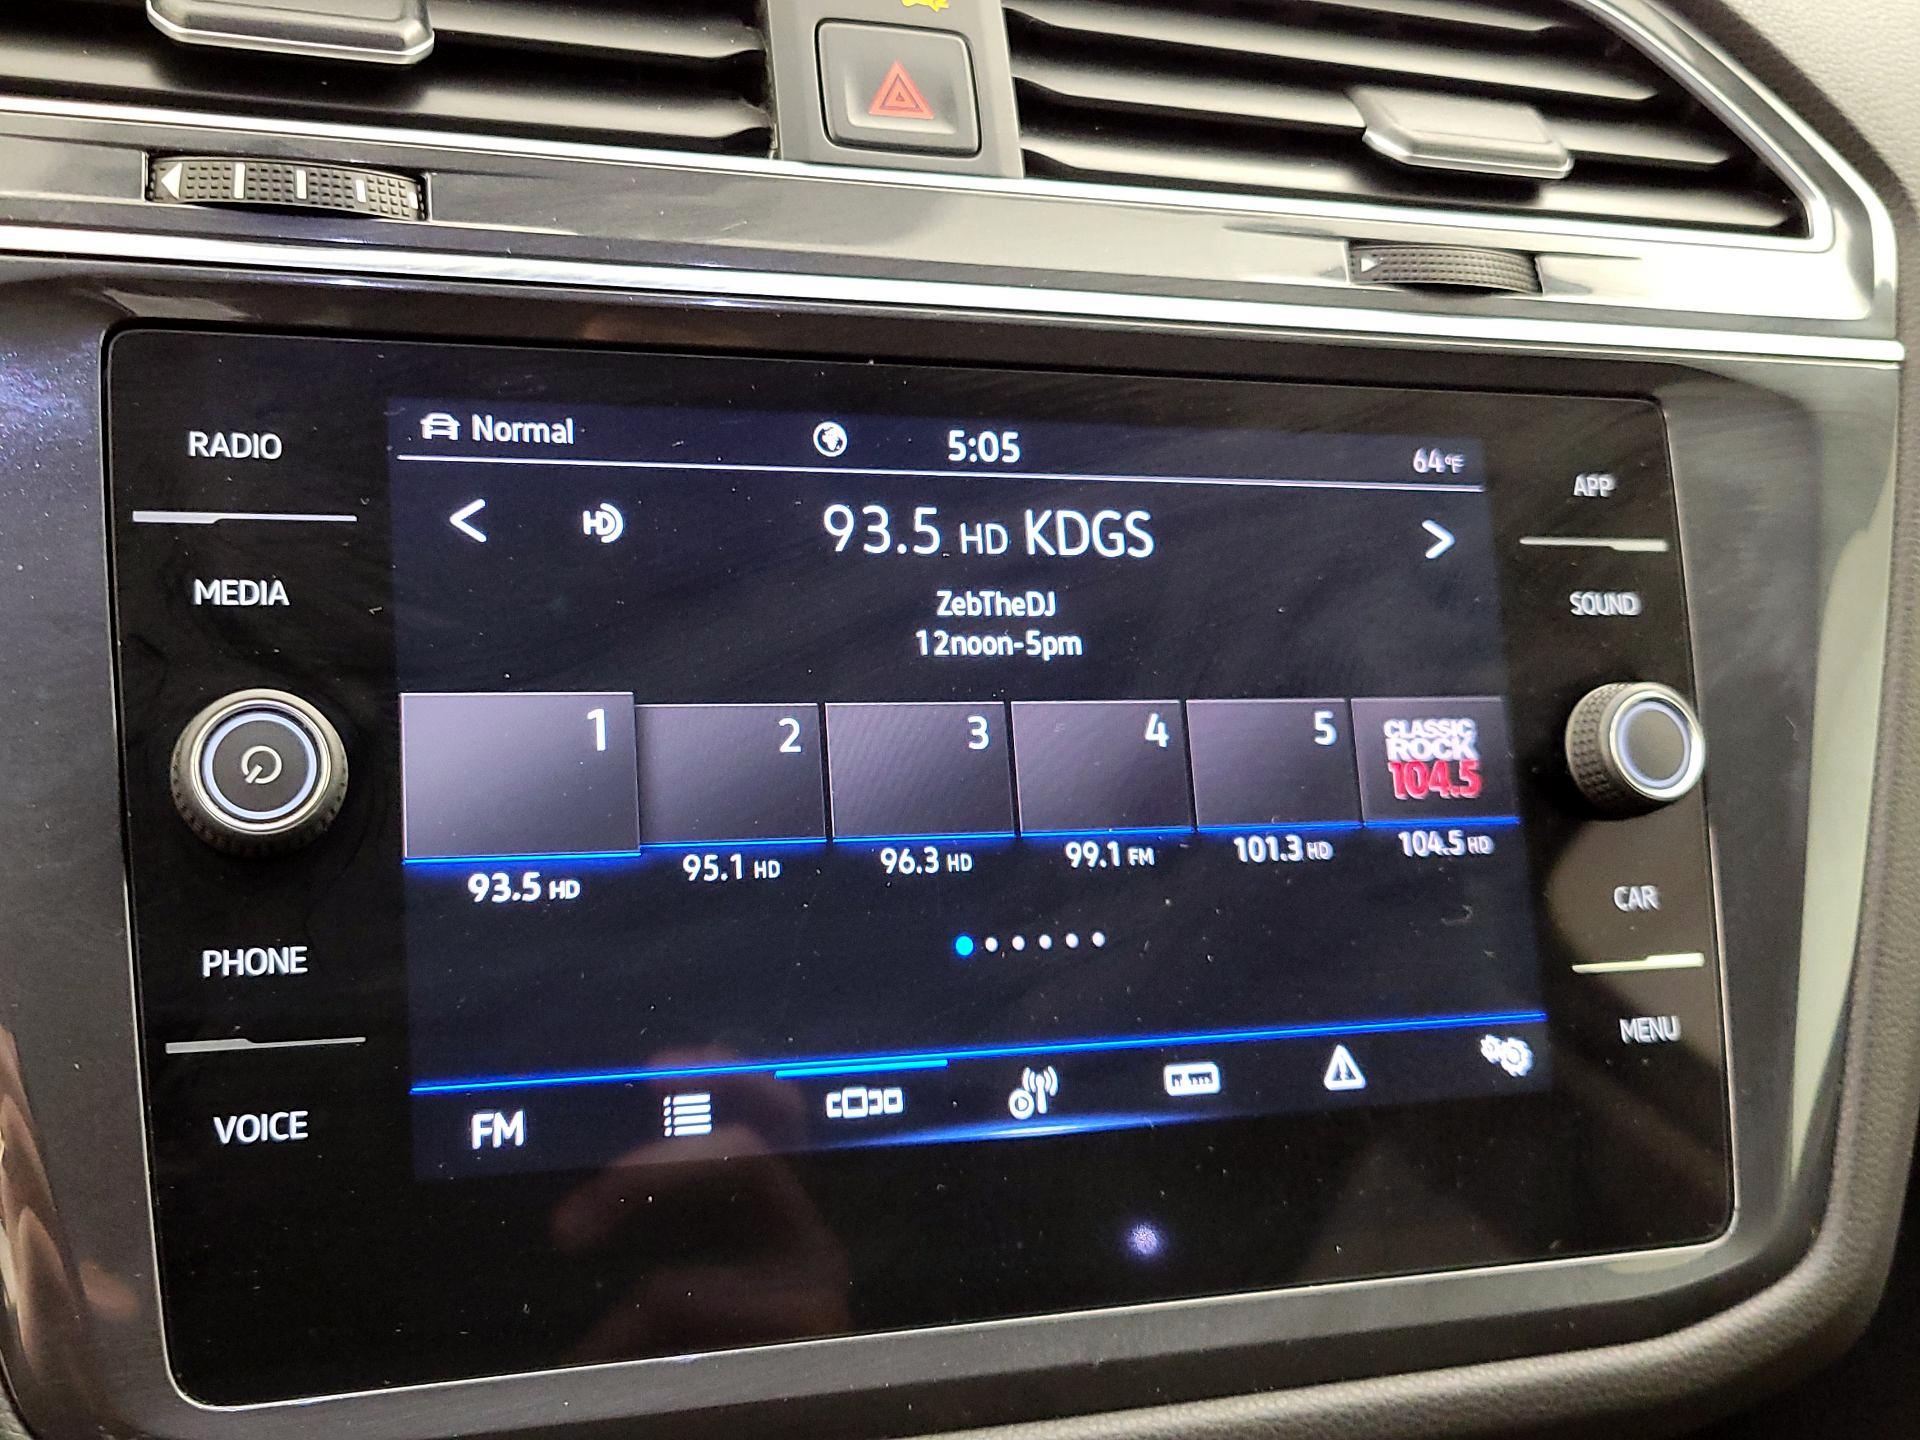 RADIO
MEDIA
PHONE
VOICE
Normal
5:05
64°F
HD
93.5 HD KDGS
ZebTheDJ
12noon-5pm
1
2
3
4
5
CLASSIC
ROCK
104.5
93.5 HD
95.1 HD
96.3 HD
99.1 FM
101.3 HD
104.5 HD
FM
APP
SOUND
CAR
MENU